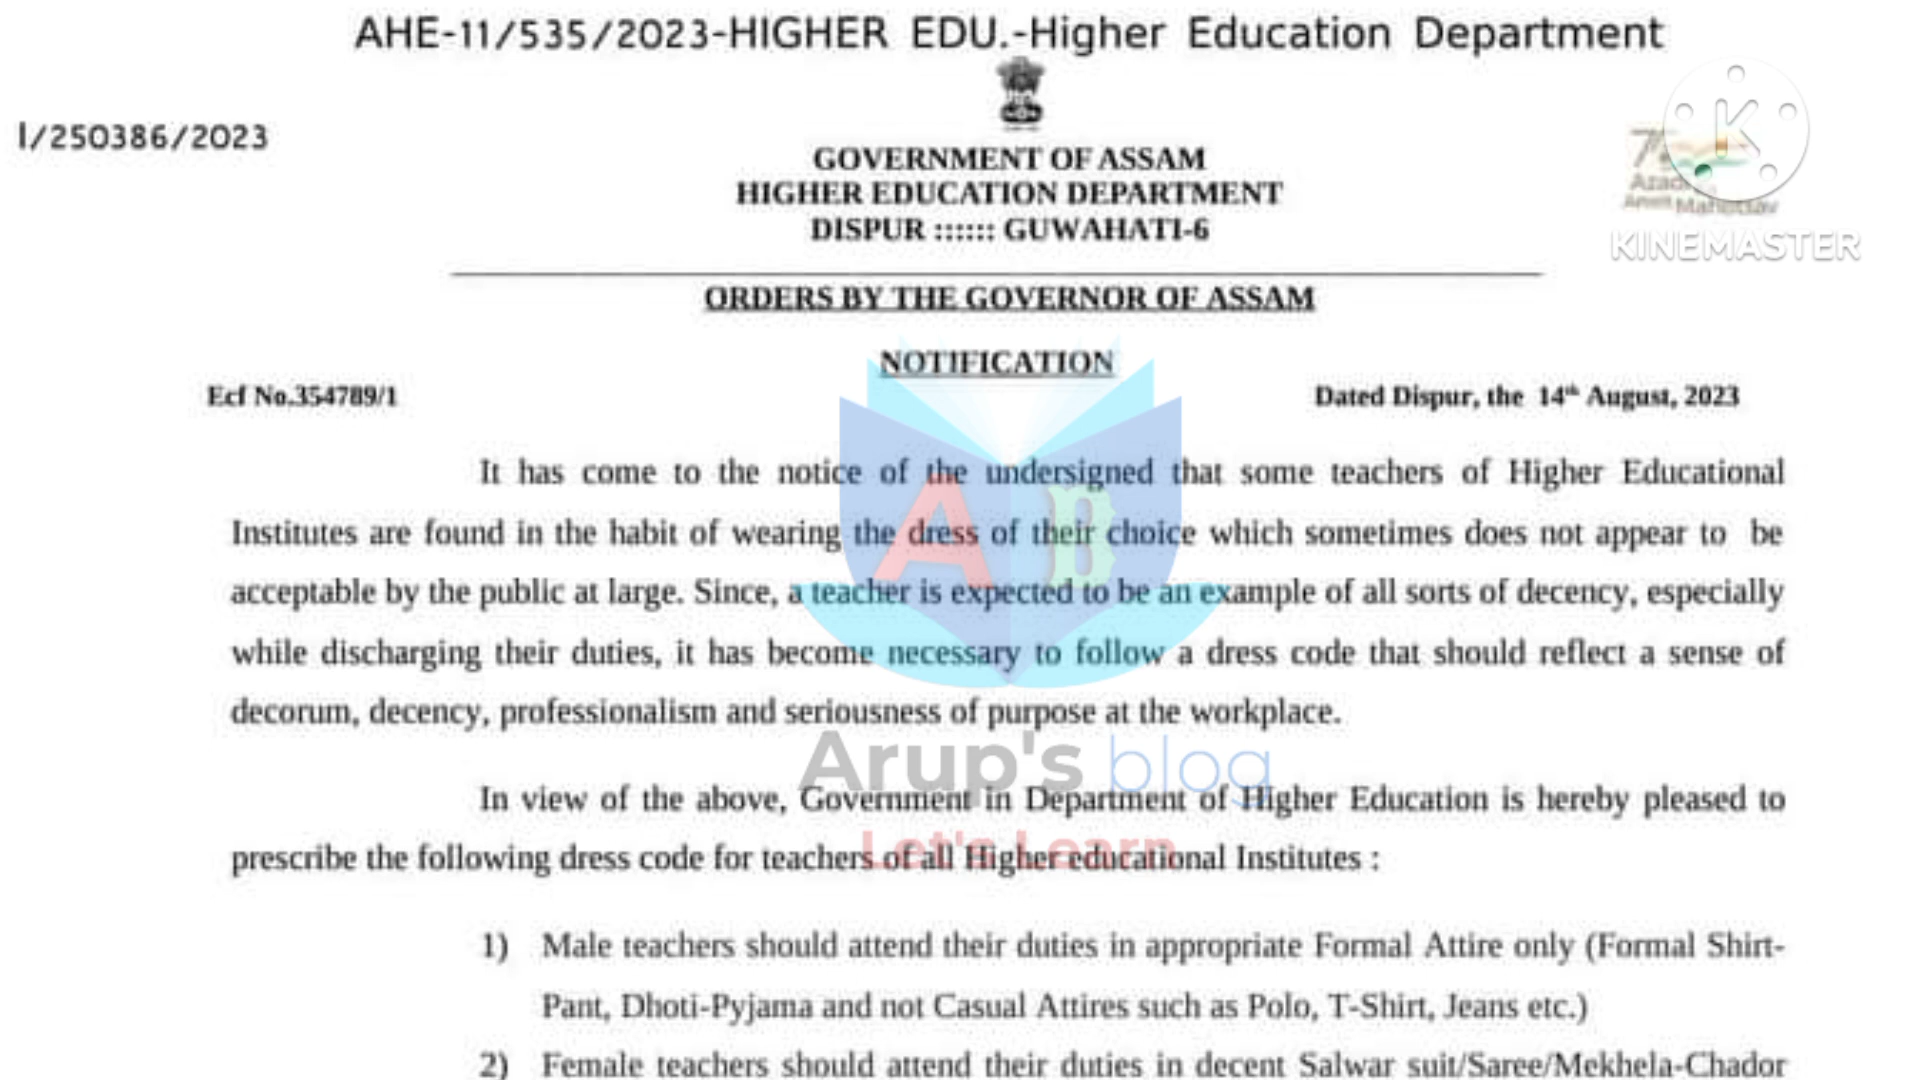 AHE-11/535/2023-HIGHER EDU.-Higher Education Department
I/250386/2023
GOVERNMENT OF ASSAM
HIGHER EDUCATION DEPARTMENT
DISPUR :::::: GUWAHATI-6
75
Azadi
Amrit Mahotsav
K
KINEMASTER
ORDERS BY THE GOVERNOR OF ASSAM
NOTIFICATION
Ecf No.354789/1
Dated Dispur, the 14th August, 2023
It has come to the notice of the undersigned that some teachers of Higher Educational
Institutes are found in the habit of wearing the dress of their choice which sometimes does not appear to be
acceptable by the public at large. Since, a teacher is expected to be an example of all sorts of decency, especially
while discharging their duties, it has become necessary to follow a dress code that should reflect a sense of
decorum, decency, professionalism and seriousness of purpose at the workplace.
AB
Arup's blog
Let's Learn
In view of the above, Government in Department of Higher Education is hereby pleased to
prescribe the following dress code for teachers of all Higher educational Institutes :
1) Male teachers should attend their duties in appropriate Formal Attire only (Formal Shirt-
Pant, Dhoti-Pyjama and not Casual Attires such as Polo, T-Shirt, Jeans etc.)
2) Female teachers should attend their duties in decent Salwar suit/Saree/Mekhela-Chador